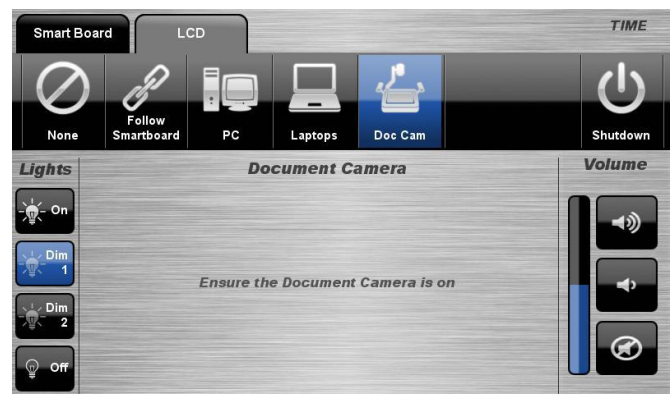 Smart Board
LCD
TIME
None
Follow
Smartboard
PC
Laptops
Doc Cam
Shutdown
Lights
Document Camera
Volume
On
Dim
1
Dim
2
Off
Ensure the Document Camera is on